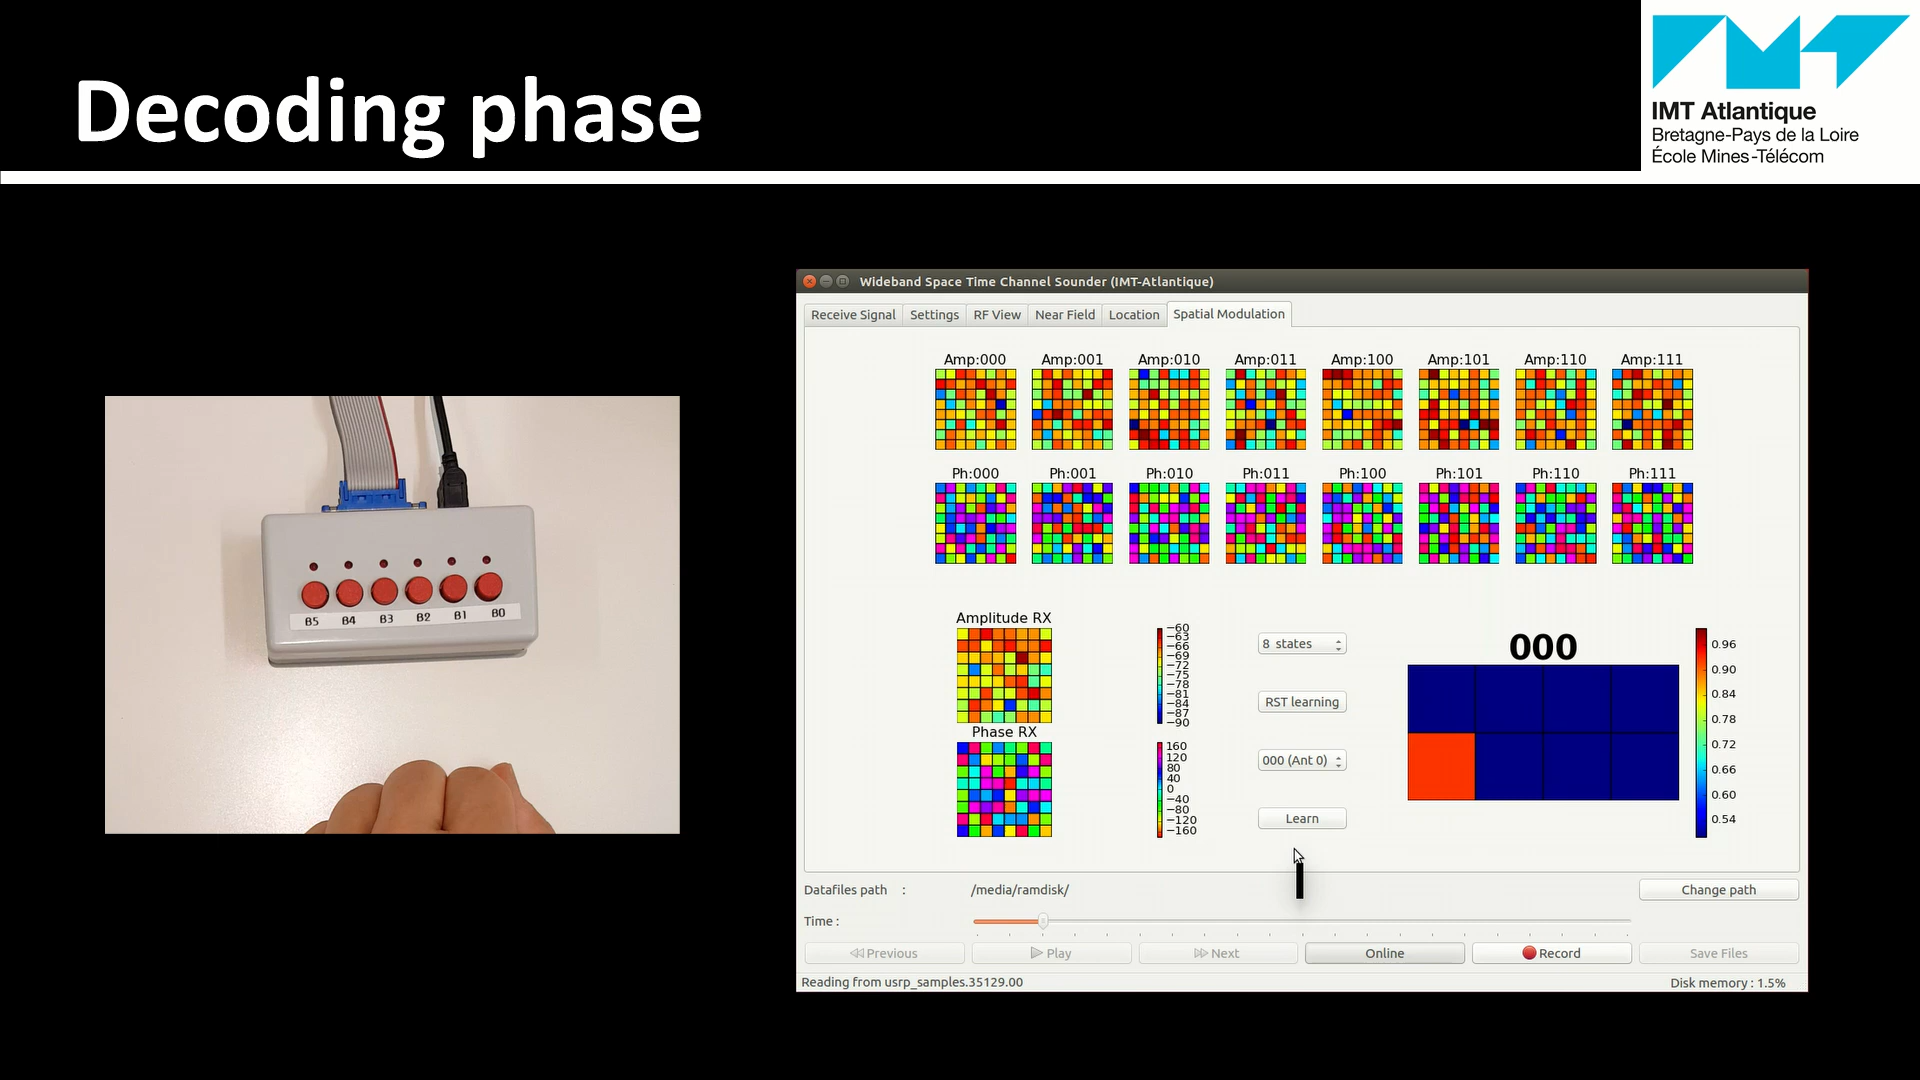 Decoding phase
IMT Atlantique
Bretagne-Pays de la Loire
École Mines-Télécom
B5 B4 B3 B2 B1 B0
Wideband Space Time Channel Sounder (IMT-Atlantique)
Receive Signal Settings RF View Near Field Location Spatial Modulation
Amp:000 Amp:001 Amp:010 Amp:011 Amp:100 Amp:101 Amp:110 Amp:111
Ph:000 Ph:001 Ph:010 Ph:011 Ph:100 Ph:101 Ph:110 Ph:111
Amplitude RX
−60
−63
−66
−69
−72
−75
−78
−81
−84
−87
−90
Phase RX
160
120
80
40
0
−40
−80
−120
−160
8 states
RST learning
000 (Ant 0)
Learn
000
0.96
0.90
0.84
0.78
0.72
0.66
0.60
0.54
Datafiles path : /media/ramdisk/ Change path
Time :
Previous Play Next Online Record Save Files
Reading from usrp_samples.35129.00 Disk memory : 1.5%